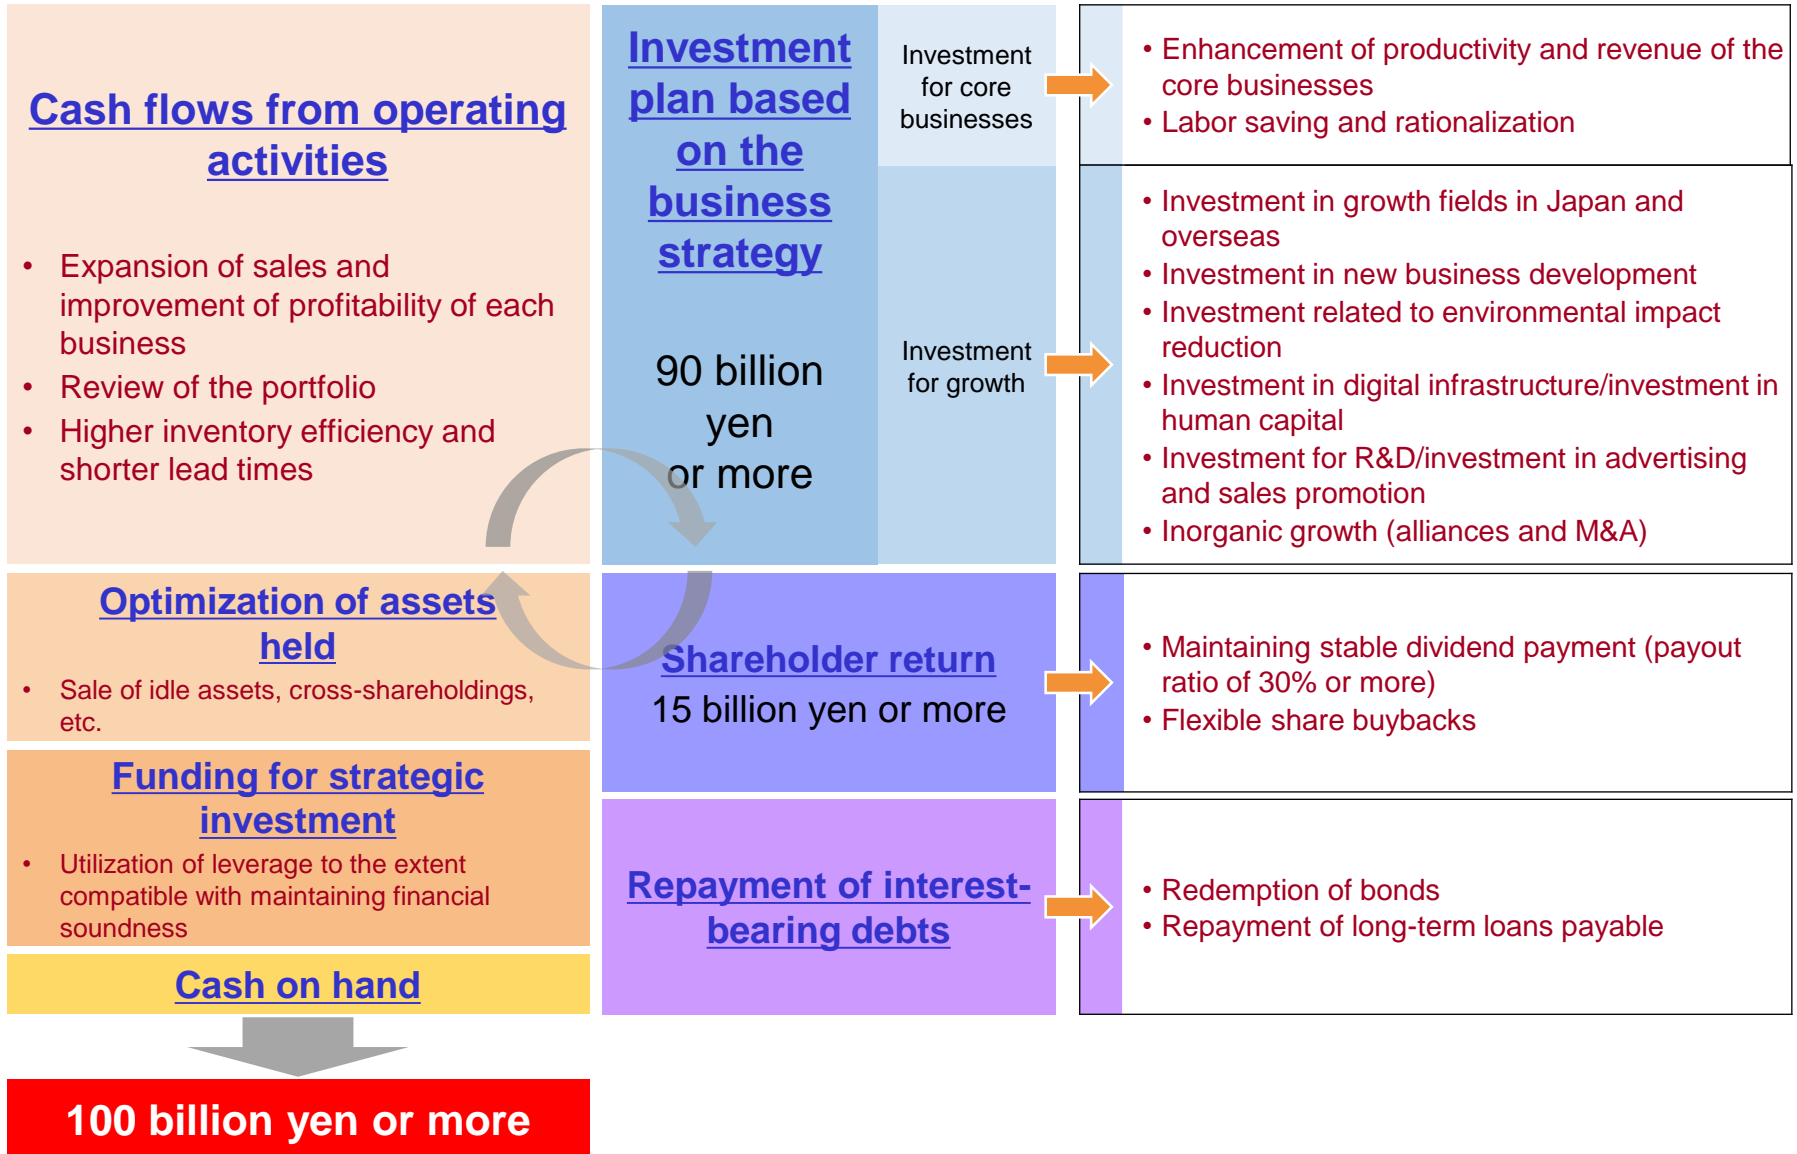 Cash flows from operating
activities
• Expansion of sales and
improvement of profitability of each
business
• Review of the portfolio
• Higher inventory efficiency and
shorter lead times
Optimization of assets
held
• Sale of idle assets, cross-shareholdings,
etc.
Funding for strategic
investment
• Utilization of leverage to the extent
compatible with maintaining financial
soundness
Cash on hand
100 billion yen or more
Investment
plan based
on the
business
strategy
90 billion
yen
or more
Investment
for core
businesses
Investment
for growth
Shareholder return
15 billion yen or more
Repayment of interest-
bearing debts
• Enhancement of productivity and revenue of the
core businesses
• Labor saving and rationalization
• Investment in growth fields in Japan and
overseas
• Investment in new business development
• Investment related to environmental impact
reduction
• Investment in digital infrastructure/investment in
human capital
• Investment for R&D/investment in advertising
and sales promotion
• Inorganic growth (alliances and M&A)
• Maintaining stable dividend payment (payout
ratio of 30% or more)
• Flexible share buybacks
• Redemption of bonds
• Repayment of long-term loans payable